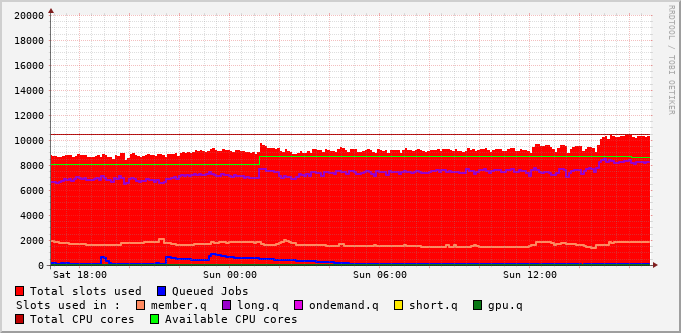 20000
18000
16000
14000
12000
10000
8000
6000
4000
2000
0
Sat 18:00 Sun 00:00 Sun 06:00 Sun 12:00
Total slots used Queued Jobs
Slots used in : member.q long.q ondemand.q short.q gpu.q
Total CPU cores Available CPU cores
RRDTOOL / TOBI OETIKER